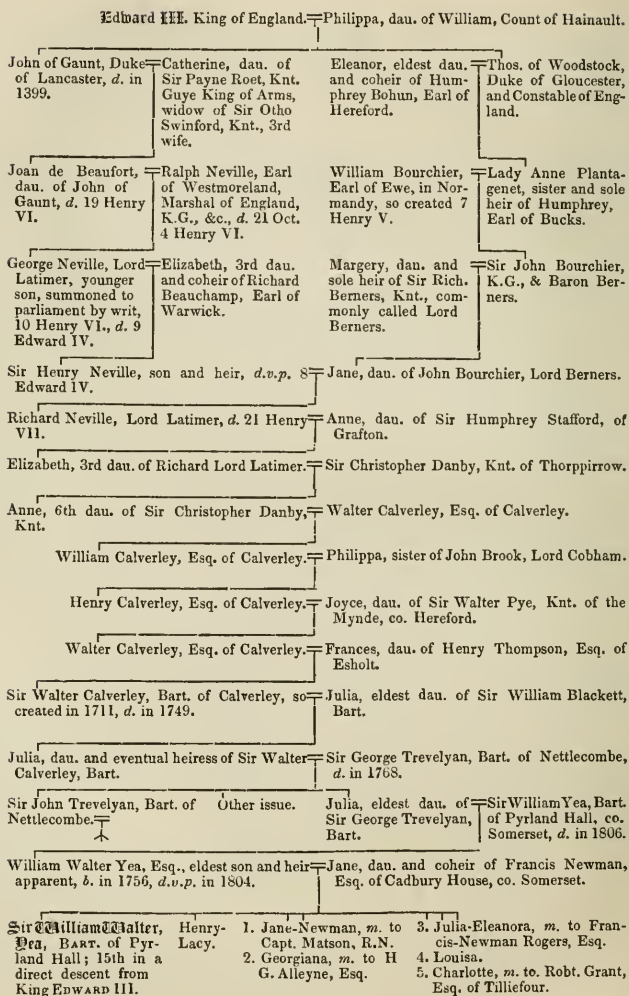 Edward III. King of England. Philippa, dau. of William, Count of Hainault.
John of Gaunt, Duke
of Lancaster, d. in
1399.
Catherine, dau. of
Sir Payne Roet, Knt.
Guye King of Arms,
widow of Sir Otho
Swinford, Knt., 3rd
wife.
Eleanor, eldest dau.
and coheir of Hum-
phrey Bohun, Earl of
Hereford.
Thos. of Woodstock,
Duke of Gloucester,
and Constable of Eng-
land.
Joan de Beaufort,
dau. of John of
Gaunt, d. 19 Henry
VI.
Ralph Neville, Earl
of Westmoreland,
Marshal of England,
K.G., &c., d. 21 Oct.
4 Henry VI.
William Bourchier,
Earl of Ewe, in Nor-
mandy, so created 7
Henry V.
Lady Anne Planta-
genet, sister and sole
heir of Humphrey,
Earl of Bucks.
George Neville, Lord
Latimer, younger
son, summoned to
parliament by writ,
10 Henry VI., d. 9
Edward IV.
Elizabeth, 3rd dau.
and coheir of Richard
Beauchamp, Earl of
Warwick.
Margery, dau. and
sole heir of Sir Rich.
Berners, Knt., com-
monly called Lord
Berners.
Sir John Bourchier,
K.G., & Baron Ber-
ners.
Sir Henry Neville, son and heir, d.v.p. 8
Edward IV.
Jane, dau. of John Bourchier, Lord Berners.
Richard Neville, Lord Latimer, d. 21 Henry
VII.
Anne, dau. of Sir Humphrey Stafford, of
Grafton.
Elizabeth, 3rd dau. of Richard Lord Latimer. Sir Christopher Danby, Knt. of Thorppirrow.
Anne, 6th dau. of Sir Christopher Danby,
Knt.
Walter Calverley, Esq. of Calverley.
William Calverley, Esq. of Calverley. Philippa, sister of John Brook, Lord Cobham.
Henry Calverley, Esq. of Calverley.
Joyce, dau. of Sir Walter Pye, Knt. of the
Mynde, co. Hereford.
Walter Calverley, Esq. of Calverley.
Frances, dau. of Henry Thompson, Esq. of
Esholt.
Sir Walter Calverley, Bart. of Calverley, so
created in 1711, d. in 1749.
Julia, eldest dau. of Sir William Blackett,
Bart.
Julia, dau. and eventual heiress of Sir Walter
Calverley, Bart.
Sir George Trevelyan, Bart. of Nettlecombe,
d. in 1768.
Sir John Trevelyan, Bart. of
Nettlecombe.
Other issue.
Julia, eldest dau. of
Sir George Trevelyan,
Bart.
Sir William Yea, Bart.
of Pyrland Hall, co.
Somerset, d. in 1806.
William Walter Yea, Esq., eldest son and heir
apparent, b. in 1756, d.v.p. in 1804.
Jane, dau. and coheir of Francis Newman,
Esq. of Cadbury House, co. Somerset.
Sir William Walter,
Yea, BART. of Pyr-
land Hall; 15th in a
direct descent from
King EDWARD III.
Henry-
Lacy.
1. Jane-Newman, m. to
Capt. Matson, R.N.
2. Georgiana, m. to H
G. Alleyne, Esq.
3. Julia-Eleanora, m. to Fran-
cis-Newman Rogers, Esq.
4. Louisa.
5. Charlotte, m. to. Robt. Grant,
Esq. of Tilliefour.